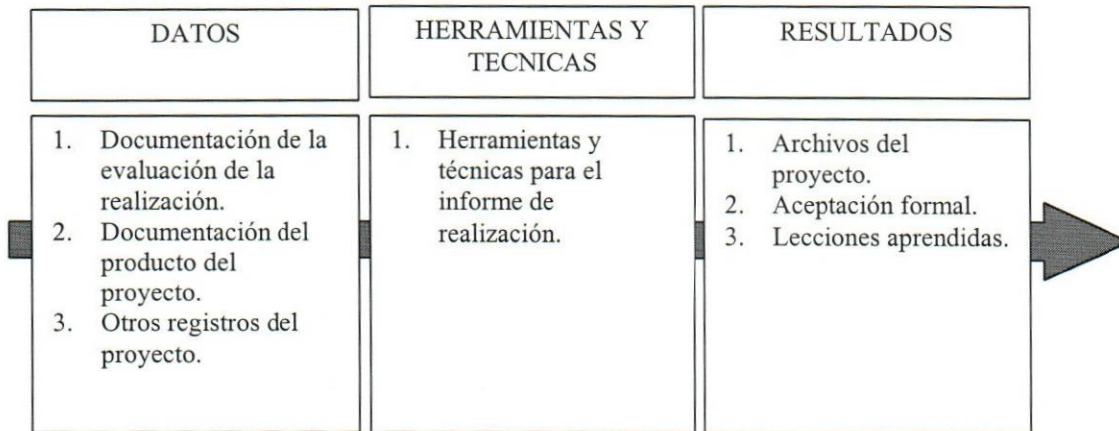 DATOS
HERRAMIENTAS Y
TECNICAS
RESULTADOS
1. Documentación de la
evaluación de la
realización.
2. Documentación del
producto del
proyecto.
3. Otros registros del
proyecto.
1. Herramientas y
técnicas para el
informe de
realización.
1. Archivos del
proyecto.
2. Aceptación formal.
3. Lecciones aprendidas.